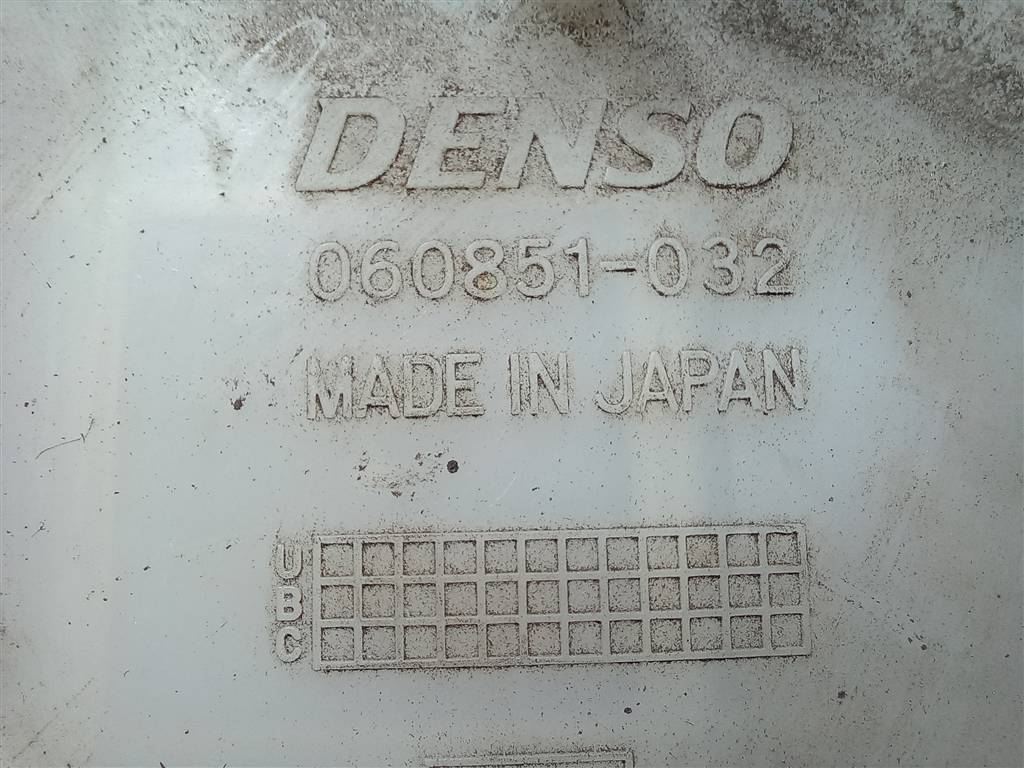 DENSO
060851-032
MADE IN JAPAN
U
B
C